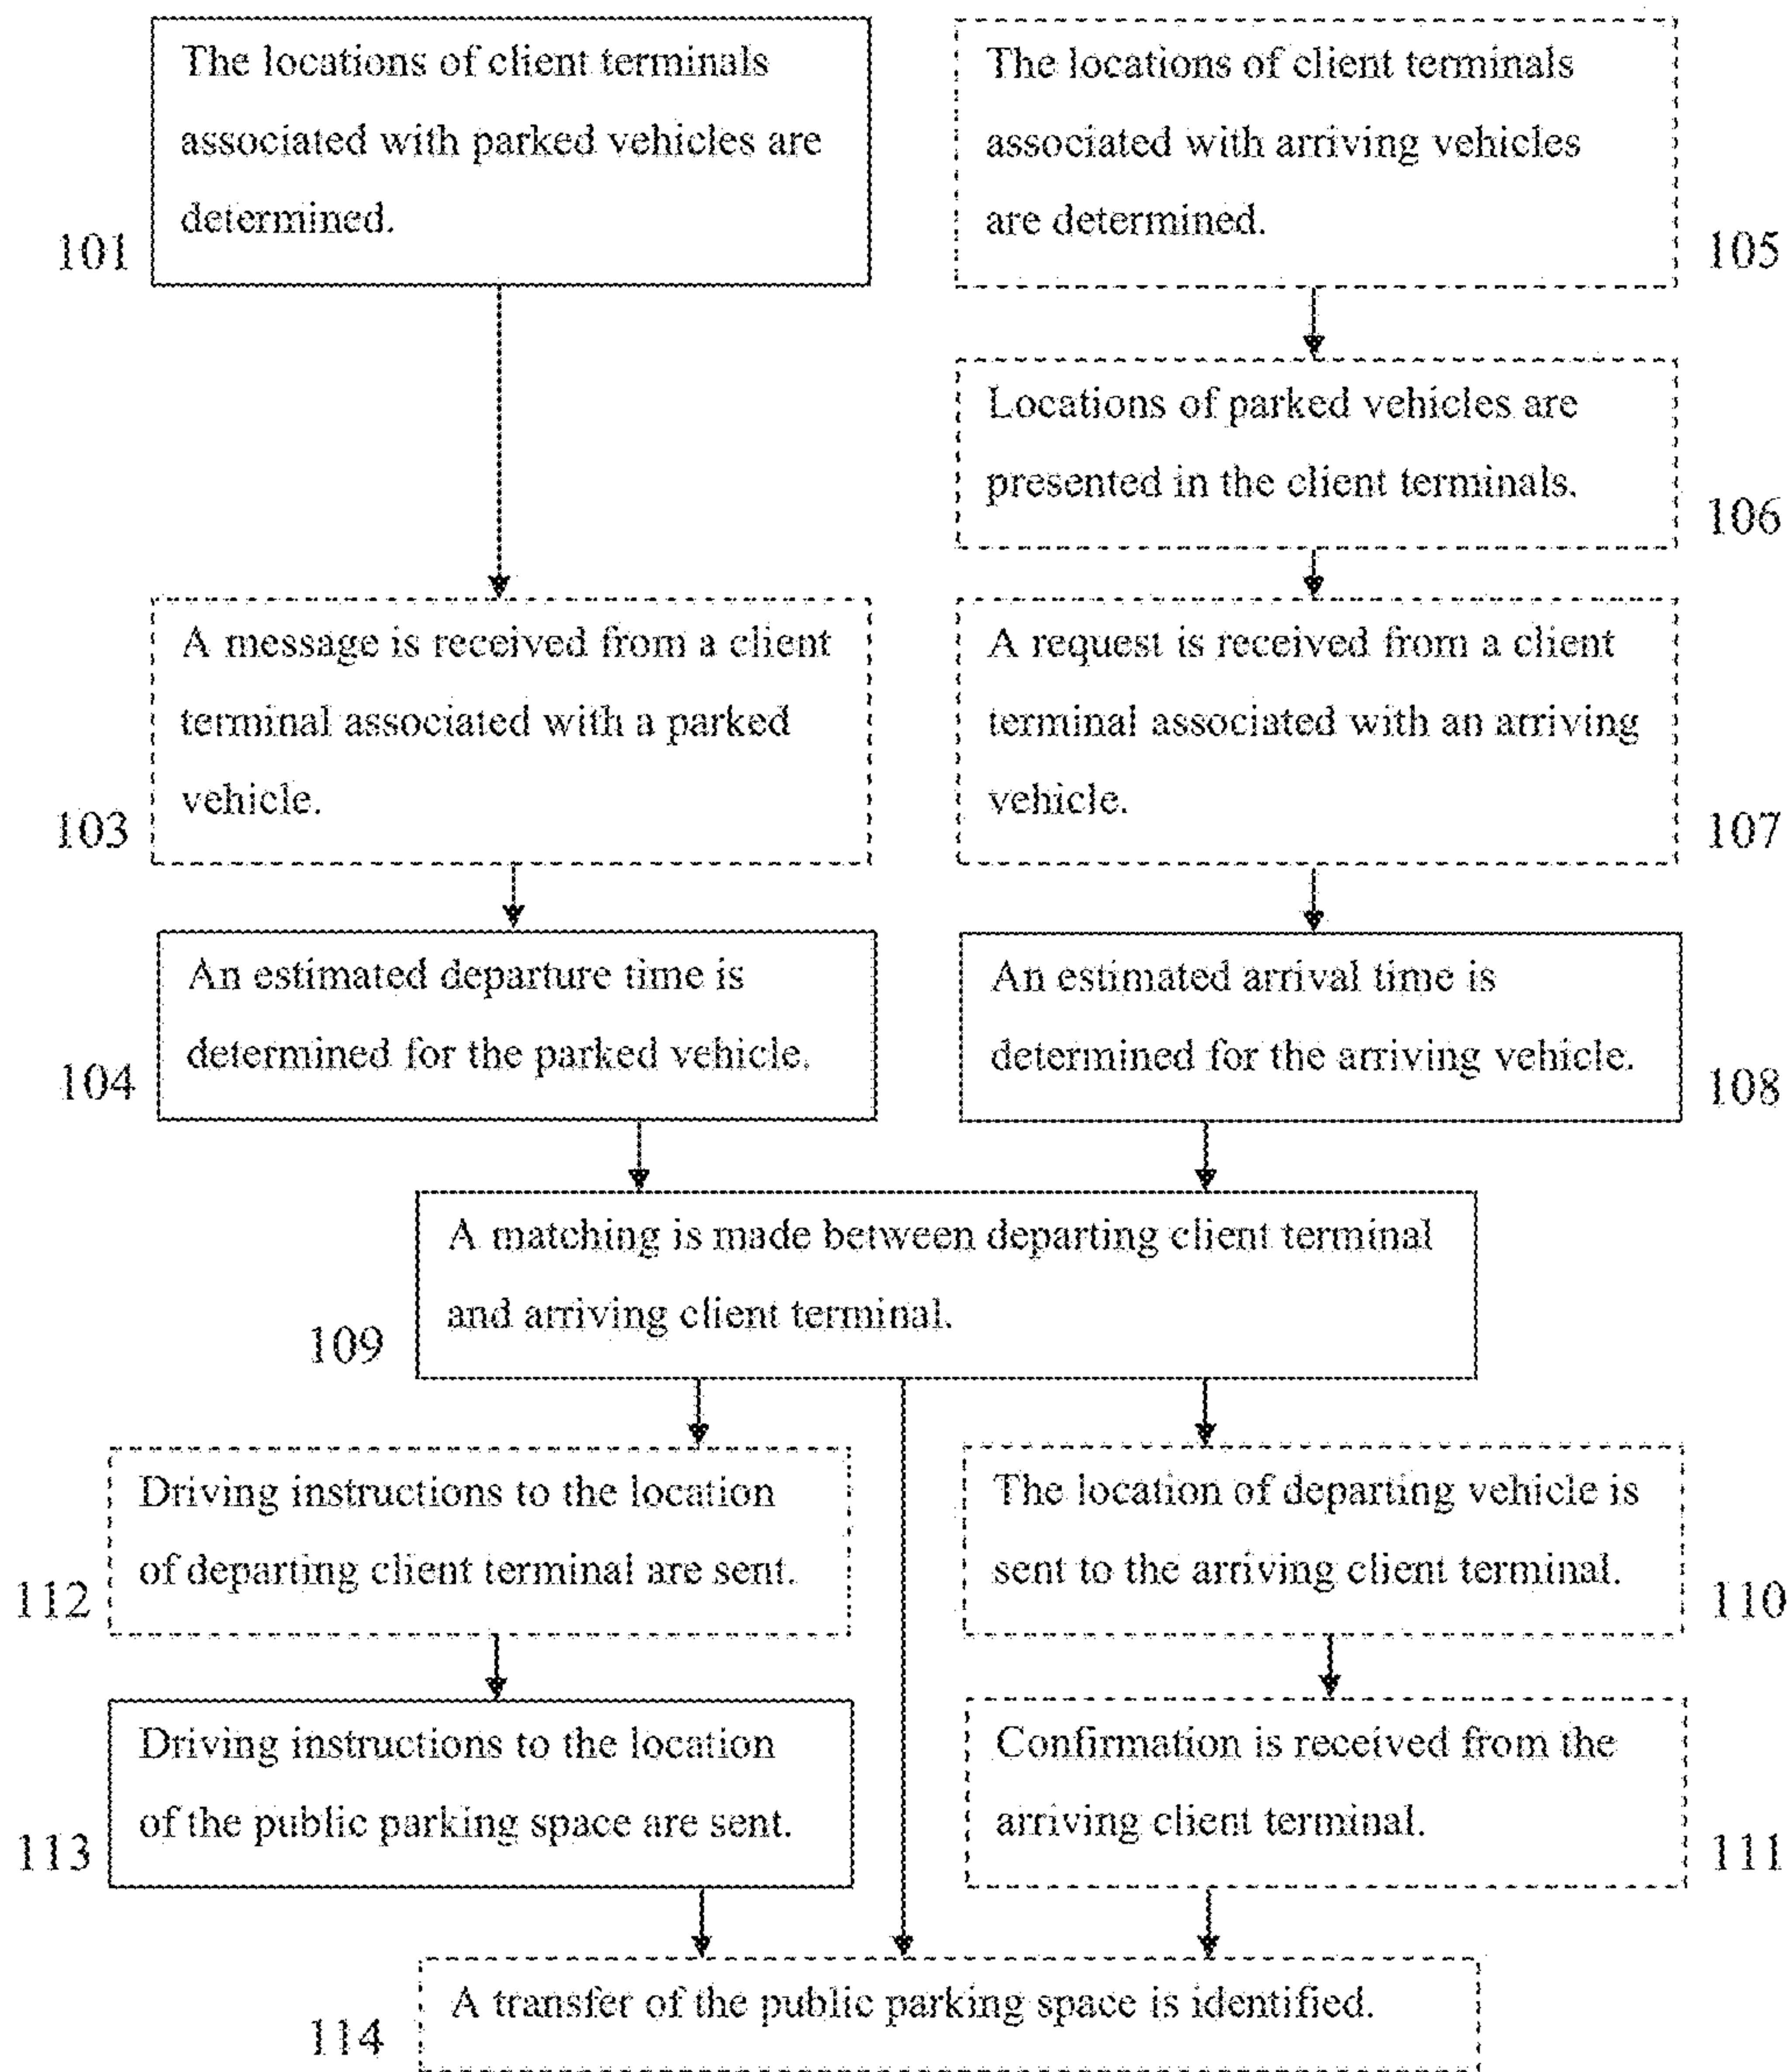 The locations of client terminals
associated with parked vehicles are
determined.
101
The locations of client terminals
associated with arriving vehicles
are determined.
105
Locations of parked vehicles are
presented in the client terminals.
106
A message is received from a client
terminal associated with a parked
vehicle.
103
A request is received from a client
terminal associated with an arriving
vehicle.
107
An estimated departure time is
determined for the parked vehicle.
104
An estimated arrival time is
determined for the arriving vehicle.
108
A matching is made between departing client terminal
and arriving client terminal.
109
Driving instructions to the location
of departing client terminal are sent.
112
The location of departing vehicle is
sent to the arriving client terminal.
110
Driving instructions to the location
of the public parking space are sent.
113
Confirmation is received from the
arriving client terminal.
111
A transfer of the public parking space is identified.
114